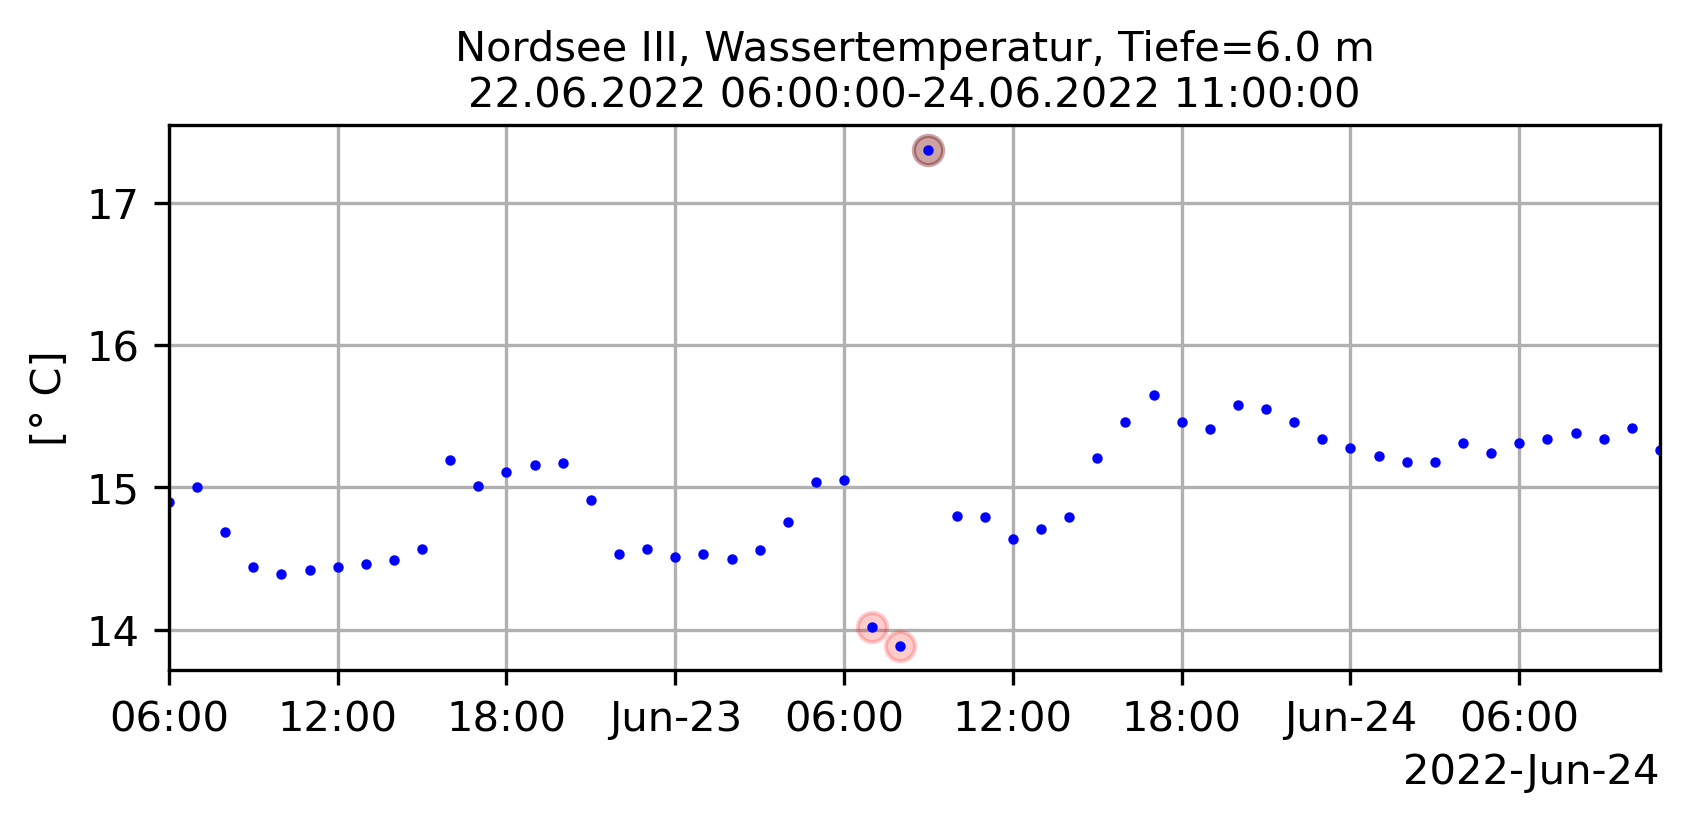 Nordsee III, Wassertemperatur, Tiefe=6.0 m
22.06.2022 06:00:00-24.06.2022 11:00:00
[° C]
17
16
15
14
06:00 12:00 18:00 Jun-23 06:00 12:00 18:00 Jun-24 06:00
2022-Jun-24